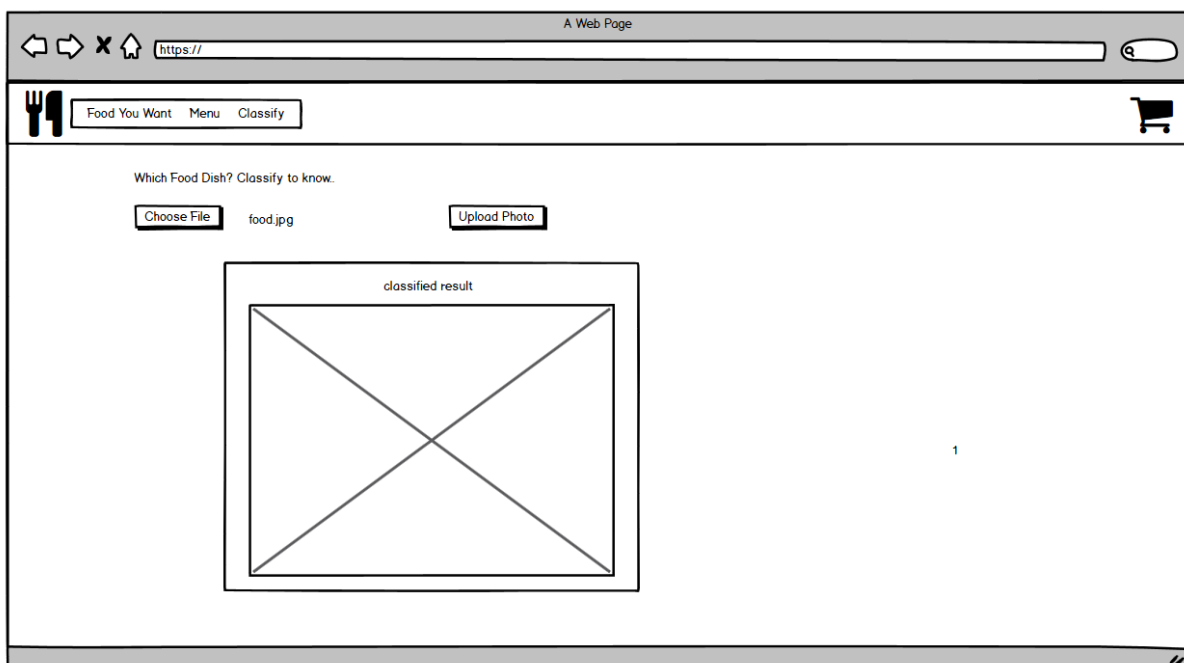 A Web Page
https://
Food You Want Menu Classify
Which Food Dish? Classify to know..
Choose File food.jpg Upload Photo
classified result
1